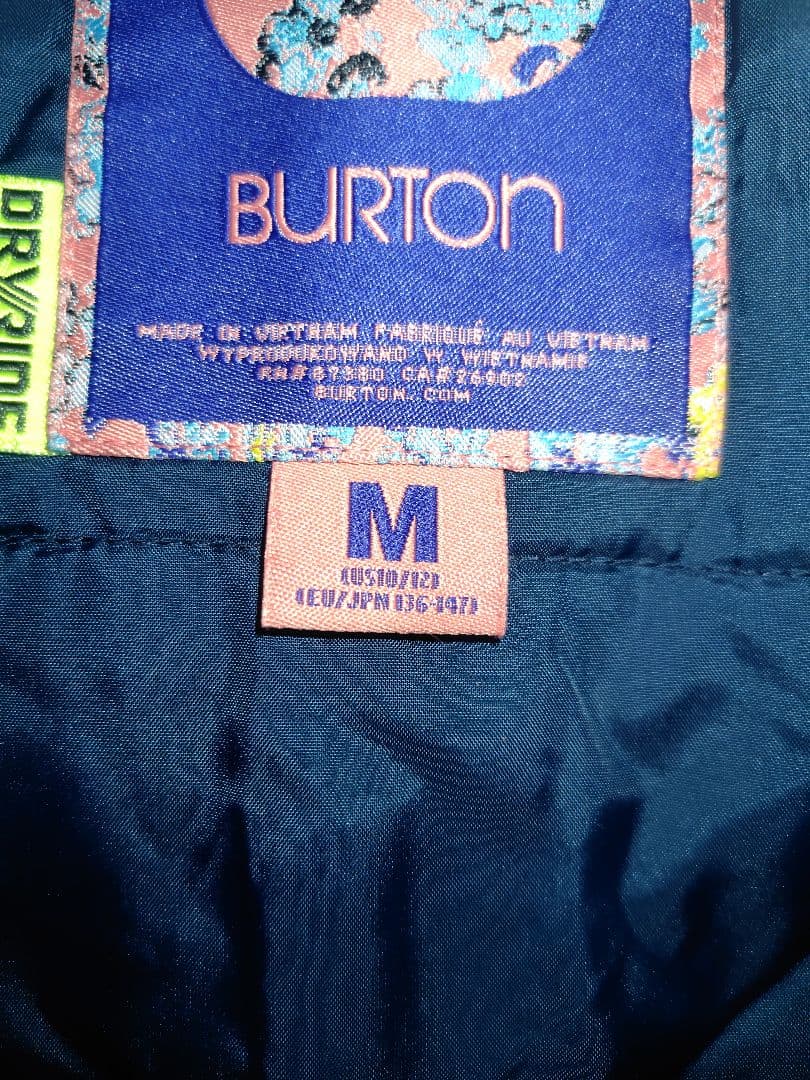 BURTON
MADE IN VIETNAM FABRIQUÉ AU VIETNAM
WYPRODUKOWANO W WIETNAMIE
RN# 87380 CA# 26902
BURTON.COM
DRYRIDE
M
(US10/12)
(EU/JPN 136-147)